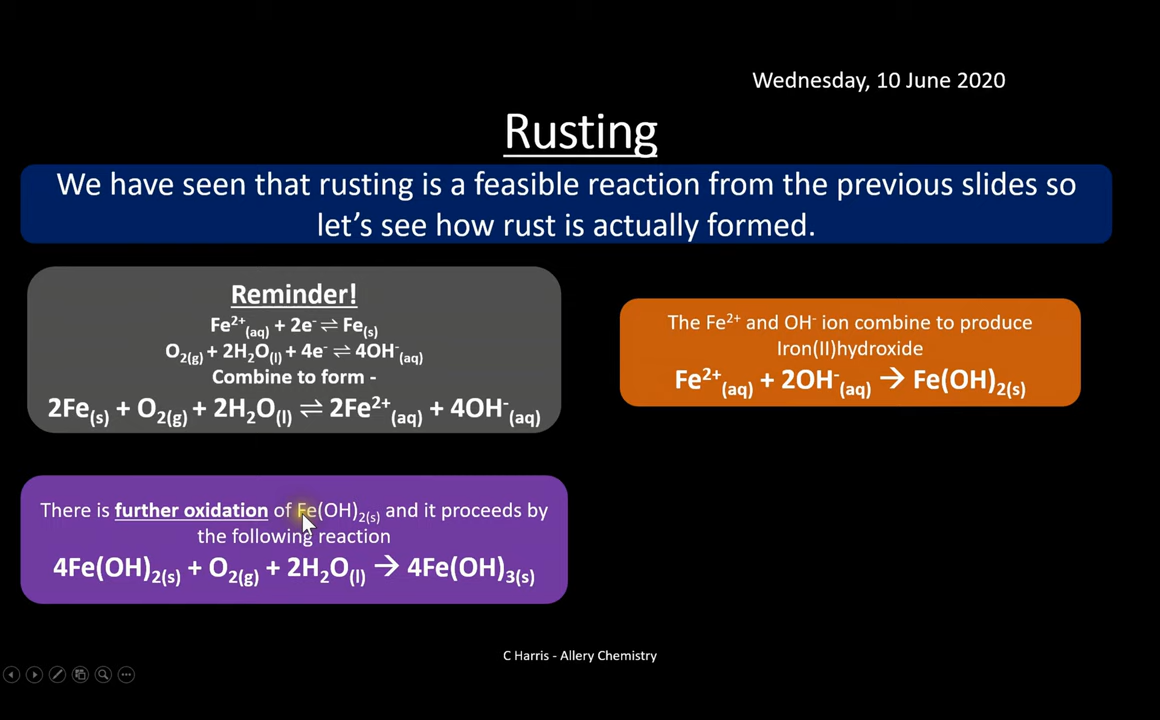 Wednesday, 10 June 2020
Rusting
We have seen that rusting is a feasible reaction from the previous slides so
let’s see how rust is actually formed.
Reminder!
Fe²⁺(aq) + 2e⁻ ⇌ Fe(s)
O₂(g) + 2H₂O(l) + 4e⁻ ⇌ 4OH⁻(aq)
Combine to form -
2Fe(s) + O₂(g) + 2H₂O(l) ⇌ 2Fe²⁺(aq) + 4OH⁻(aq)
The Fe²⁺ and OH⁻ ion combine to produce
Iron(II)hydroxide
Fe²⁺(aq) + 2OH⁻(aq) → Fe(OH)₂(s)
There is further oxidation of Fe(OH)₂(s) and it proceeds by
the following reaction
4Fe(OH)₂(s) + O₂(g) + 2H₂O(l) → 4Fe(OH)₃(s)
C Harris - Allery Chemistry